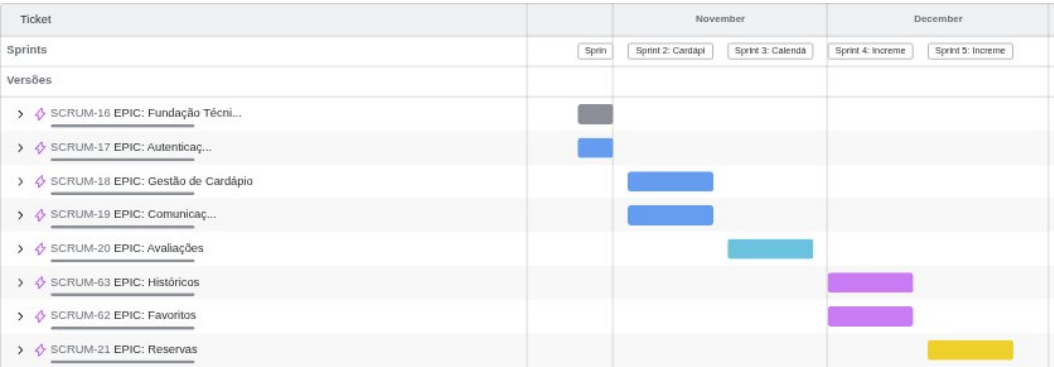 Ticket November December
Sprints Sprin Sprint 2: Cardápi Sprint 3: Calendá Sprint 4: Increme Sprint 5: Increme
Versões
SCRUM-16 EPIC: Fundação Técni...
SCRUM-17 EPIC: Autenticaç...
SCRUM-18 EPIC: Gestão de Cardápio
SCRUM-19 EPIC: Comunicaç...
SCRUM-20 EPIC: Avaliações
SCRUM-63 EPIC: Históricos
SCRUM-62 EPIC: Favoritos
SCRUM-21 EPIC: Reservas